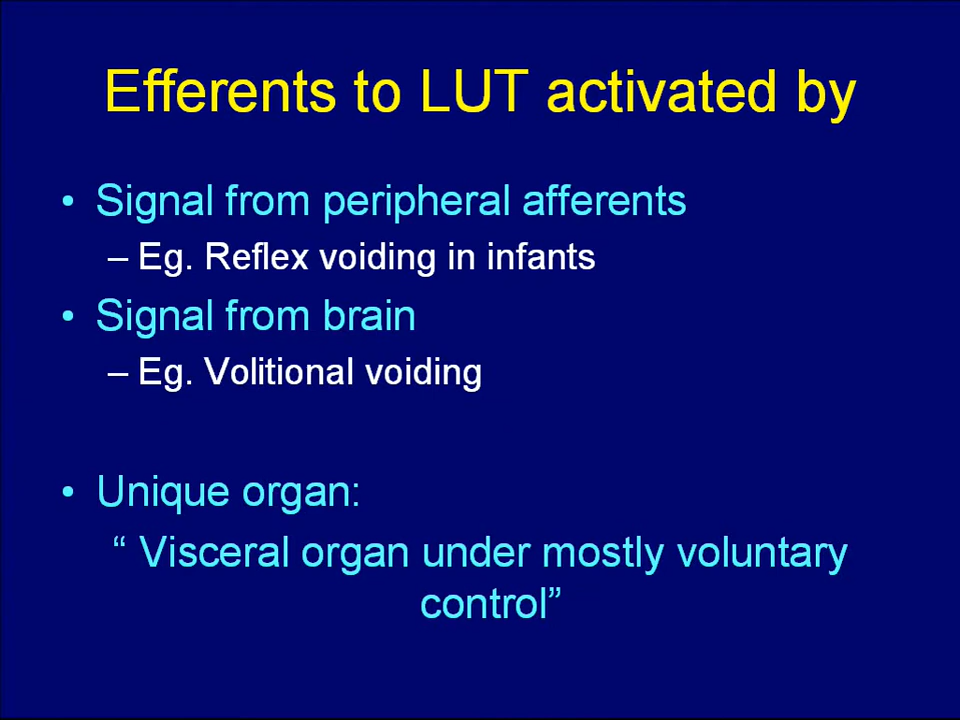 Efferents to LUT activated by
• Signal from peripheral afferents
– Eg. Reflex voiding in infants
• Signal from brain
– Eg. Volitional voiding
• Unique organ:
“ Visceral organ under mostly voluntary
control”